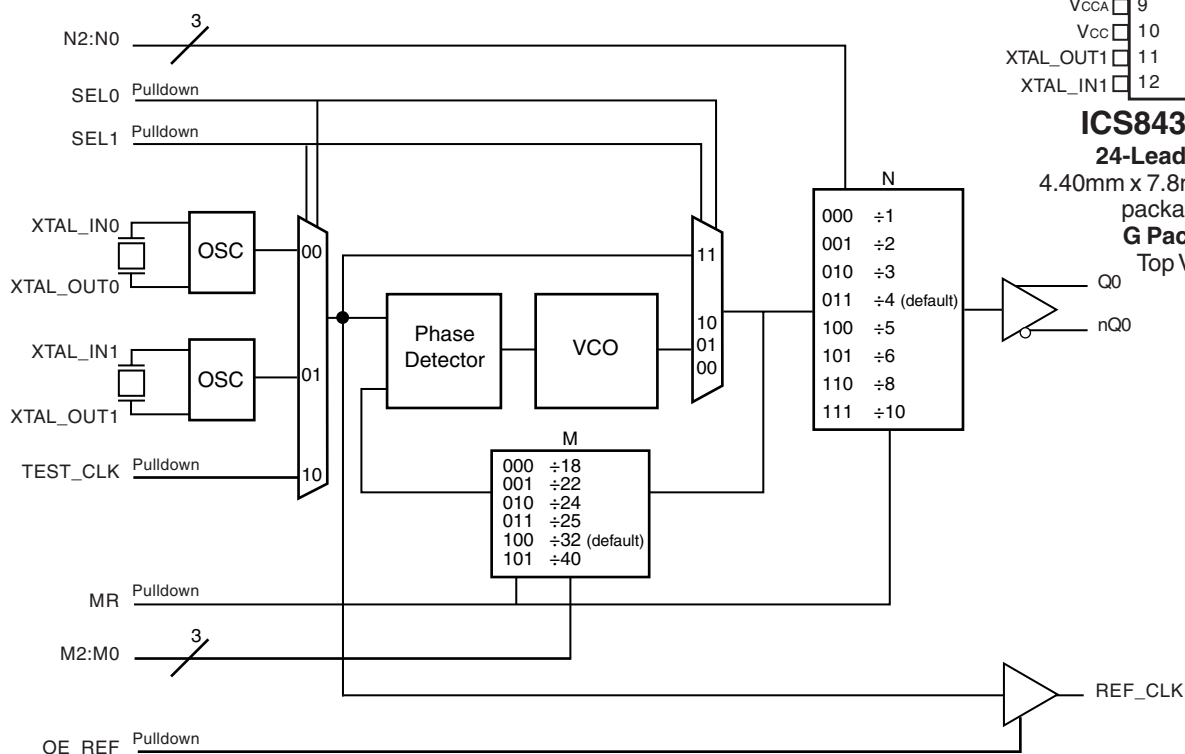 3
N2:N0
SEL0 Pulldown
SEL1 Pulldown
XTAL_IN0
OSC
XTAL_OUT0
XTAL_IN1
OSC
XTAL_OUT1
TEST_CLK Pulldown
00
01
10
Phase
Detector
VCO
11
10
01
00
M
000 ÷18
001 ÷22
010 ÷24
011 ÷25
100 ÷32 (default)
101 ÷40
N
000 ÷1
001 ÷2
010 ÷3
011 ÷4 (default)
100 ÷5
101 ÷6
110 ÷8
111 ÷10
Q0
nQ0
MR Pulldown
3
M2:M0
REF_CLK
OE_REF Pulldown
VCCA 9
VCC 10
XTAL_OUT1 11
XTAL_IN1 12
ICS843
24-Lead
4.40mm x 7.8
packa
G Pac
Top V